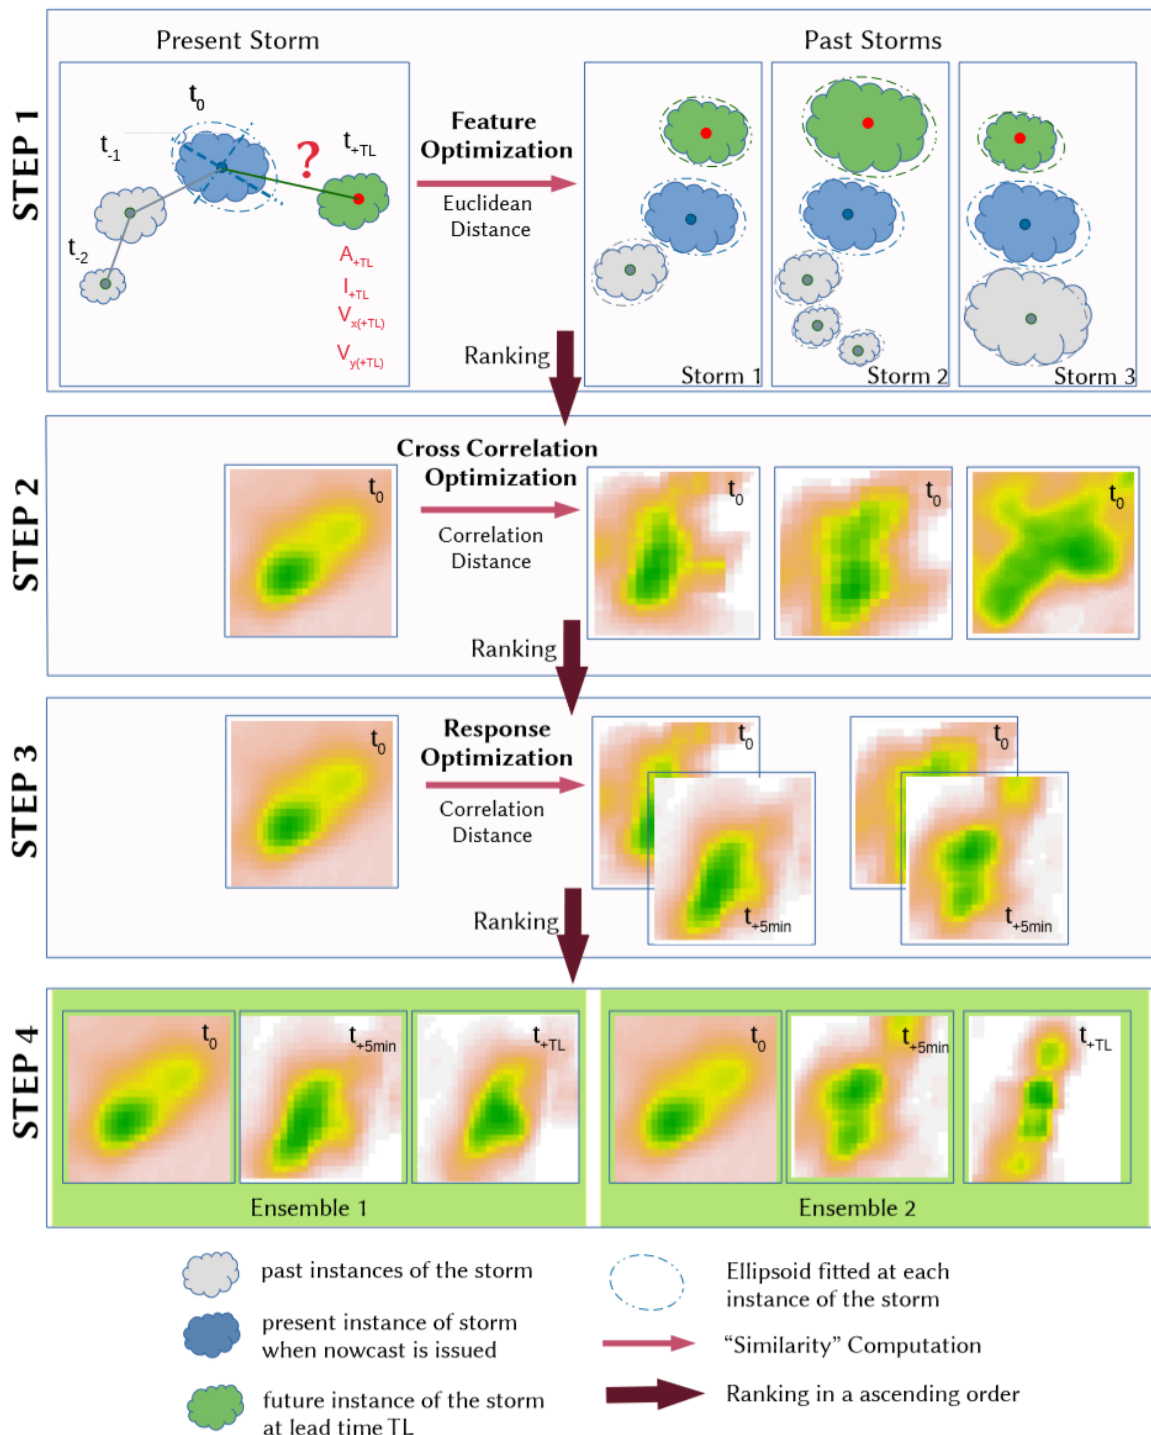 STEP 1
Present Storm
Past Storms
t0
t-1
t-2
t+TL
?
A+TL
I+TL
Vx(+TL)
Vy(+TL)
Feature
Optimization
Euclidean
Distance
Storm 1
Storm 2
Storm 3
Ranking
STEP 2
t0
Cross Correlation
Optimization
Correlation
Distance
t0
t0
t0
Ranking
STEP 3
t0
Response
Optimization
Correlation
Distance
t0
t+5min
t0
t+5min
Ranking
STEP 4
t0
t+5min
t+TL
Ensemble 1
t0
t+5min
t+TL
Ensemble 2
past instances of the storm
present instance of storm
when nowcast is issued
future instance of the storm
at lead time TL
Ellipsoid fitted at each
instance of the storm
“Similarity” Computation
Ranking in a ascending order